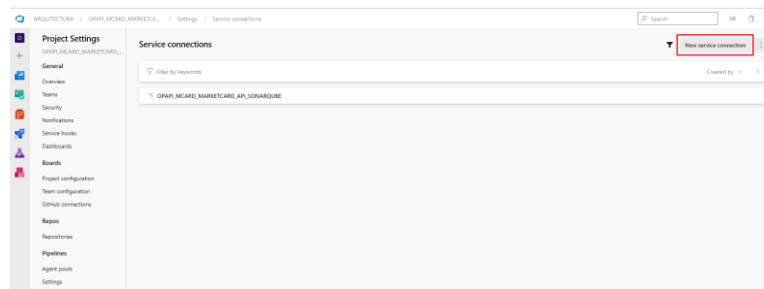 ARQUITECTURA / OPAPI_MCARD_MARKETCA... / Settings / Service connections
Search
Project Settings
OPAPI_MCARD_MARKETCARD_...
General
Overview
Teams
Security
Notifications
Service hooks
Dashboards
Boards
Project configuration
Team configuration
GitHub connections
Repos
Repositories
Pipelines
Agent pools
Settings
Service connections
New service connection
Filter by keywords
Created by
OPAPI_MCARD_MARKETCARD_API_SONARQUBE